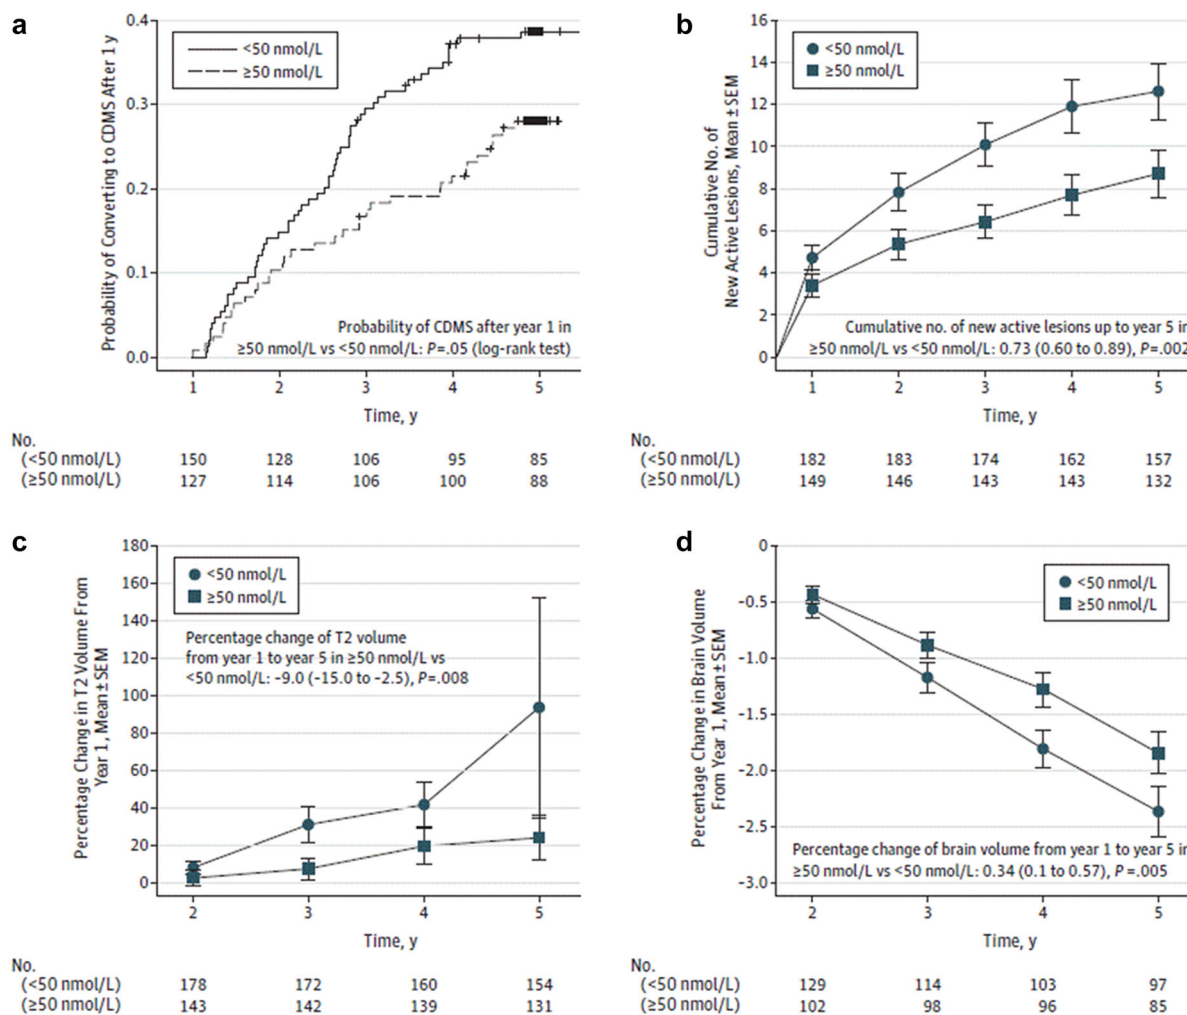 a
Probability of Converting to CDMS After 1 y
0.4
0.3
0.2
0.1
0.0
<50 nmol/L
≥50 nmol/L
Probability of CDMS after year 1 in
≥50 nmol/L vs <50 nmol/L: P=.05 (log-rank test)
1 2 3 4 5
Time, y
No.
(<50 nmol/L) 150 128 106 95 85
(≥50 nmol/L) 127 114 106 100 88
b
Cumulative No. of
New Active Lesions, Mean ± SEM
16
14
12
10
8
6
4
2
0
<50 nmol/L
≥50 nmol/L
Cumulative no. of new active lesions up to year 5 in
≥50 nmol/L vs <50 nmol/L: 0.73 (0.60 to 0.89), P=.002
1 2 3 4 5
Time, y
No.
(<50 nmol/L) 182 183 174 162 157
(≥50 nmol/L) 149 146 143 143 132
c
Percentage Change in T2 Volume From
Year 1, Mean ± SEM
180
160
140
120
100
80
60
40
20
0
<50 nmol/L
≥50 nmol/L
Percentage change of T2 volume
from year 1 to year 5 in ≥50 nmol/L vs
<50 nmol/L: -9.0 (-15.0 to -2.5), P=.008
2 3 4 5
Time, y
No.
(<50 nmol/L) 178 172 160 154
(≥50 nmol/L) 143 142 139 131
d
Percentage Change in Brain Volume
From Year 1, Mean ± SEM
0
-0.5
-1.0
-1.5
-2.0
-2.5
-3.0
<50 nmol/L
≥50 nmol/L
Percentage change of brain volume from year 1 to year 5 in
≥50 nmol/L vs <50 nmol/L: 0.34 (0.1 to 0.57), P=.005
2 3 4 5
Time, y
No.
(<50 nmol/L) 129 114 103 97
(≥50 nmol/L) 102 98 96 85